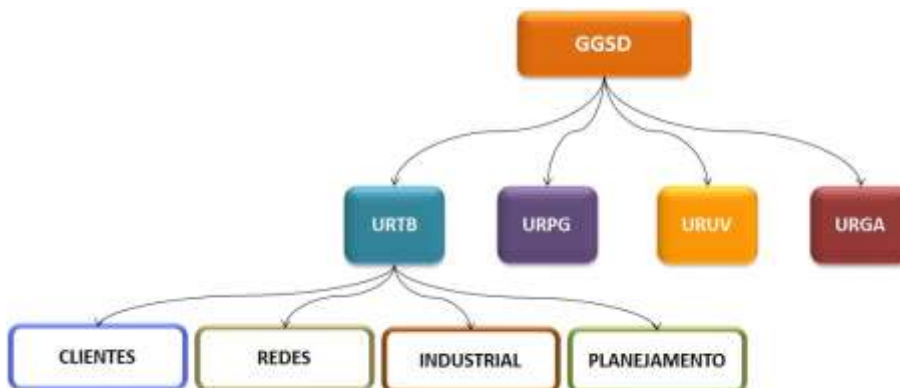 GGSD
URTB
URPG
URUV
URGA
CLIENTES
REDES
INDUSTRIAL
PLANEJAMENTO